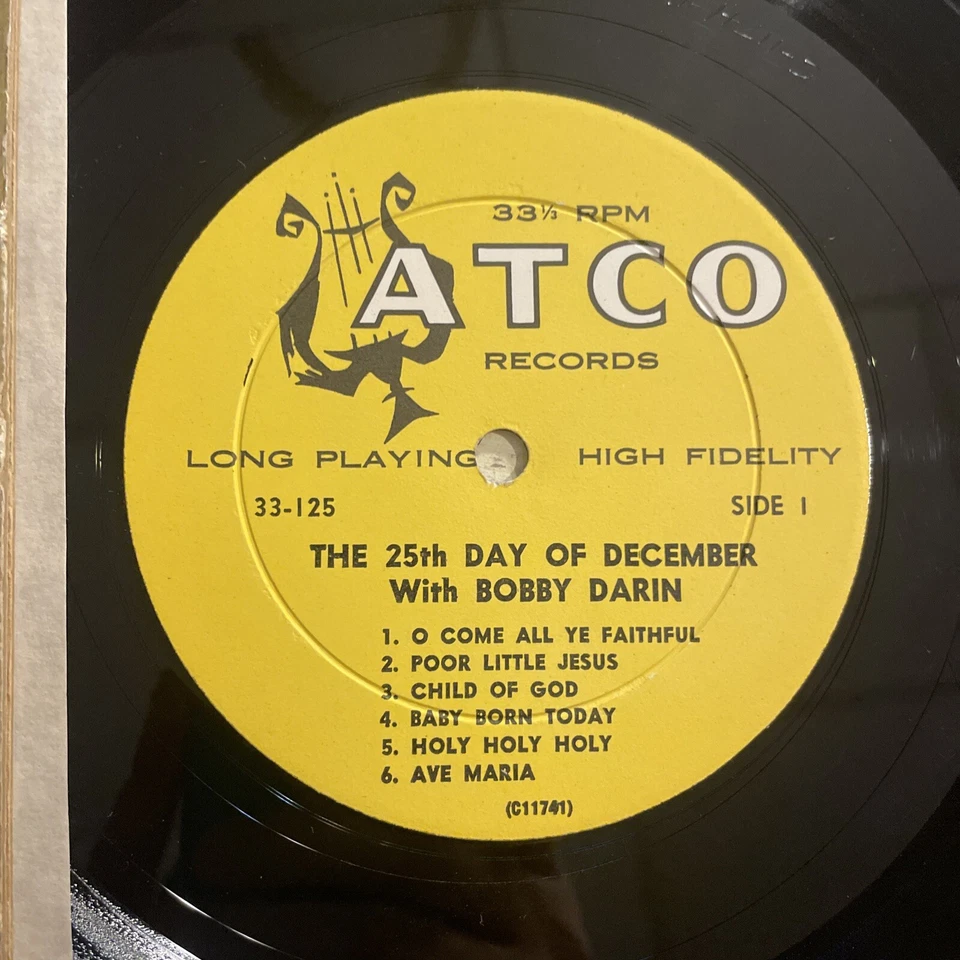 33⅓ RPM
ATCO
RECORDS
LONG PLAYING HIGH FIDELITY
33-125 SIDE 1
THE 25th DAY OF DECEMBER
With BOBBY DARIN
1. O COME ALL YE FAITHFUL
2. POOR LITTLE JESUS
3. CHILD OF GOD
4. BABY BORN TODAY
5. HOLY HOLY HOLY
6. AVE MARIA
(C11741)